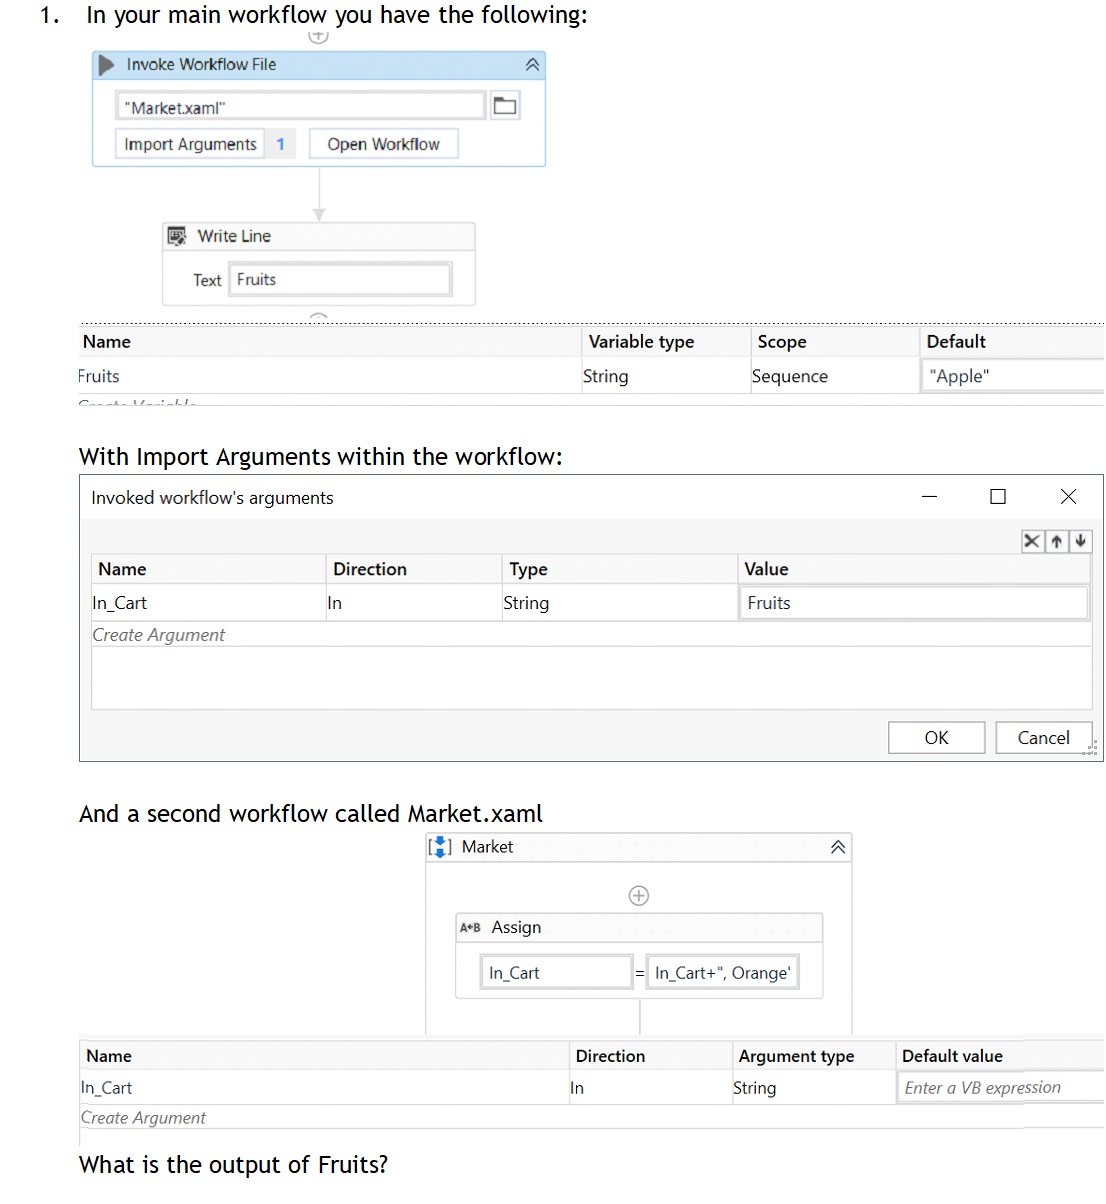 1. In your main workflow you have the following:
Invoke Workflow File
"Market.xaml"
Import Arguments 1 Open Workflow
Write Line
Text Fruits
Name Variable type Scope Default
Fruits String Sequence "Apple"
Create Variable
With Import Arguments within the workflow:
Invoked workflow's arguments
Name Direction Type Value
In_Cart In String Fruits
Create Argument
OK Cancel
And a second workflow called Market.xaml
Market
A+B Assign
In_Cart = In_Cart+", Orange'
Name Direction Argument type Default value
In_Cart In String Enter a VB expression
Create Argument
What is the output of Fruits?